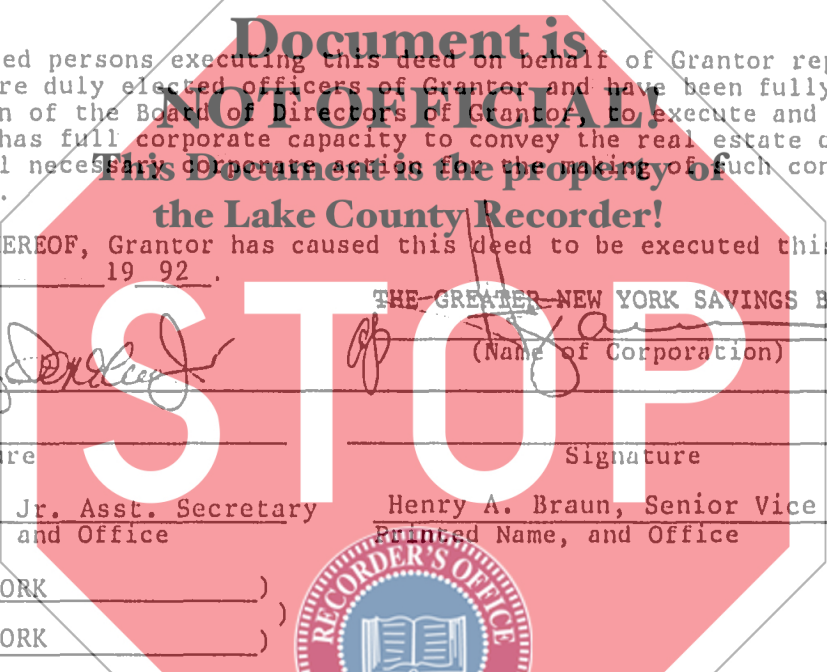 Document is
ed persons executing this deed on behalf of Grantor rep
re duly elected officers of Grantor and have been fully
NOT OFFICIAL!
n of the Board of Directors of Grantor, to execute and
has full corporate capacity to convey the real estate d
This Document is the property of
l necessary corporate action for the making of such con
.
the Lake County Recorder!
EREOF, Grantor has caused this deed to be executed this
19 92 .
THE GREATER NEW YORK SAVINGS B
(Name of Corporation)
STOP
re Signature
Jr. Asst. Secretary Henry A. Braun, Senior Vice
and Office Printed Name, and Office
RECORDER'S OFFICE
ORK )
)
ORK )